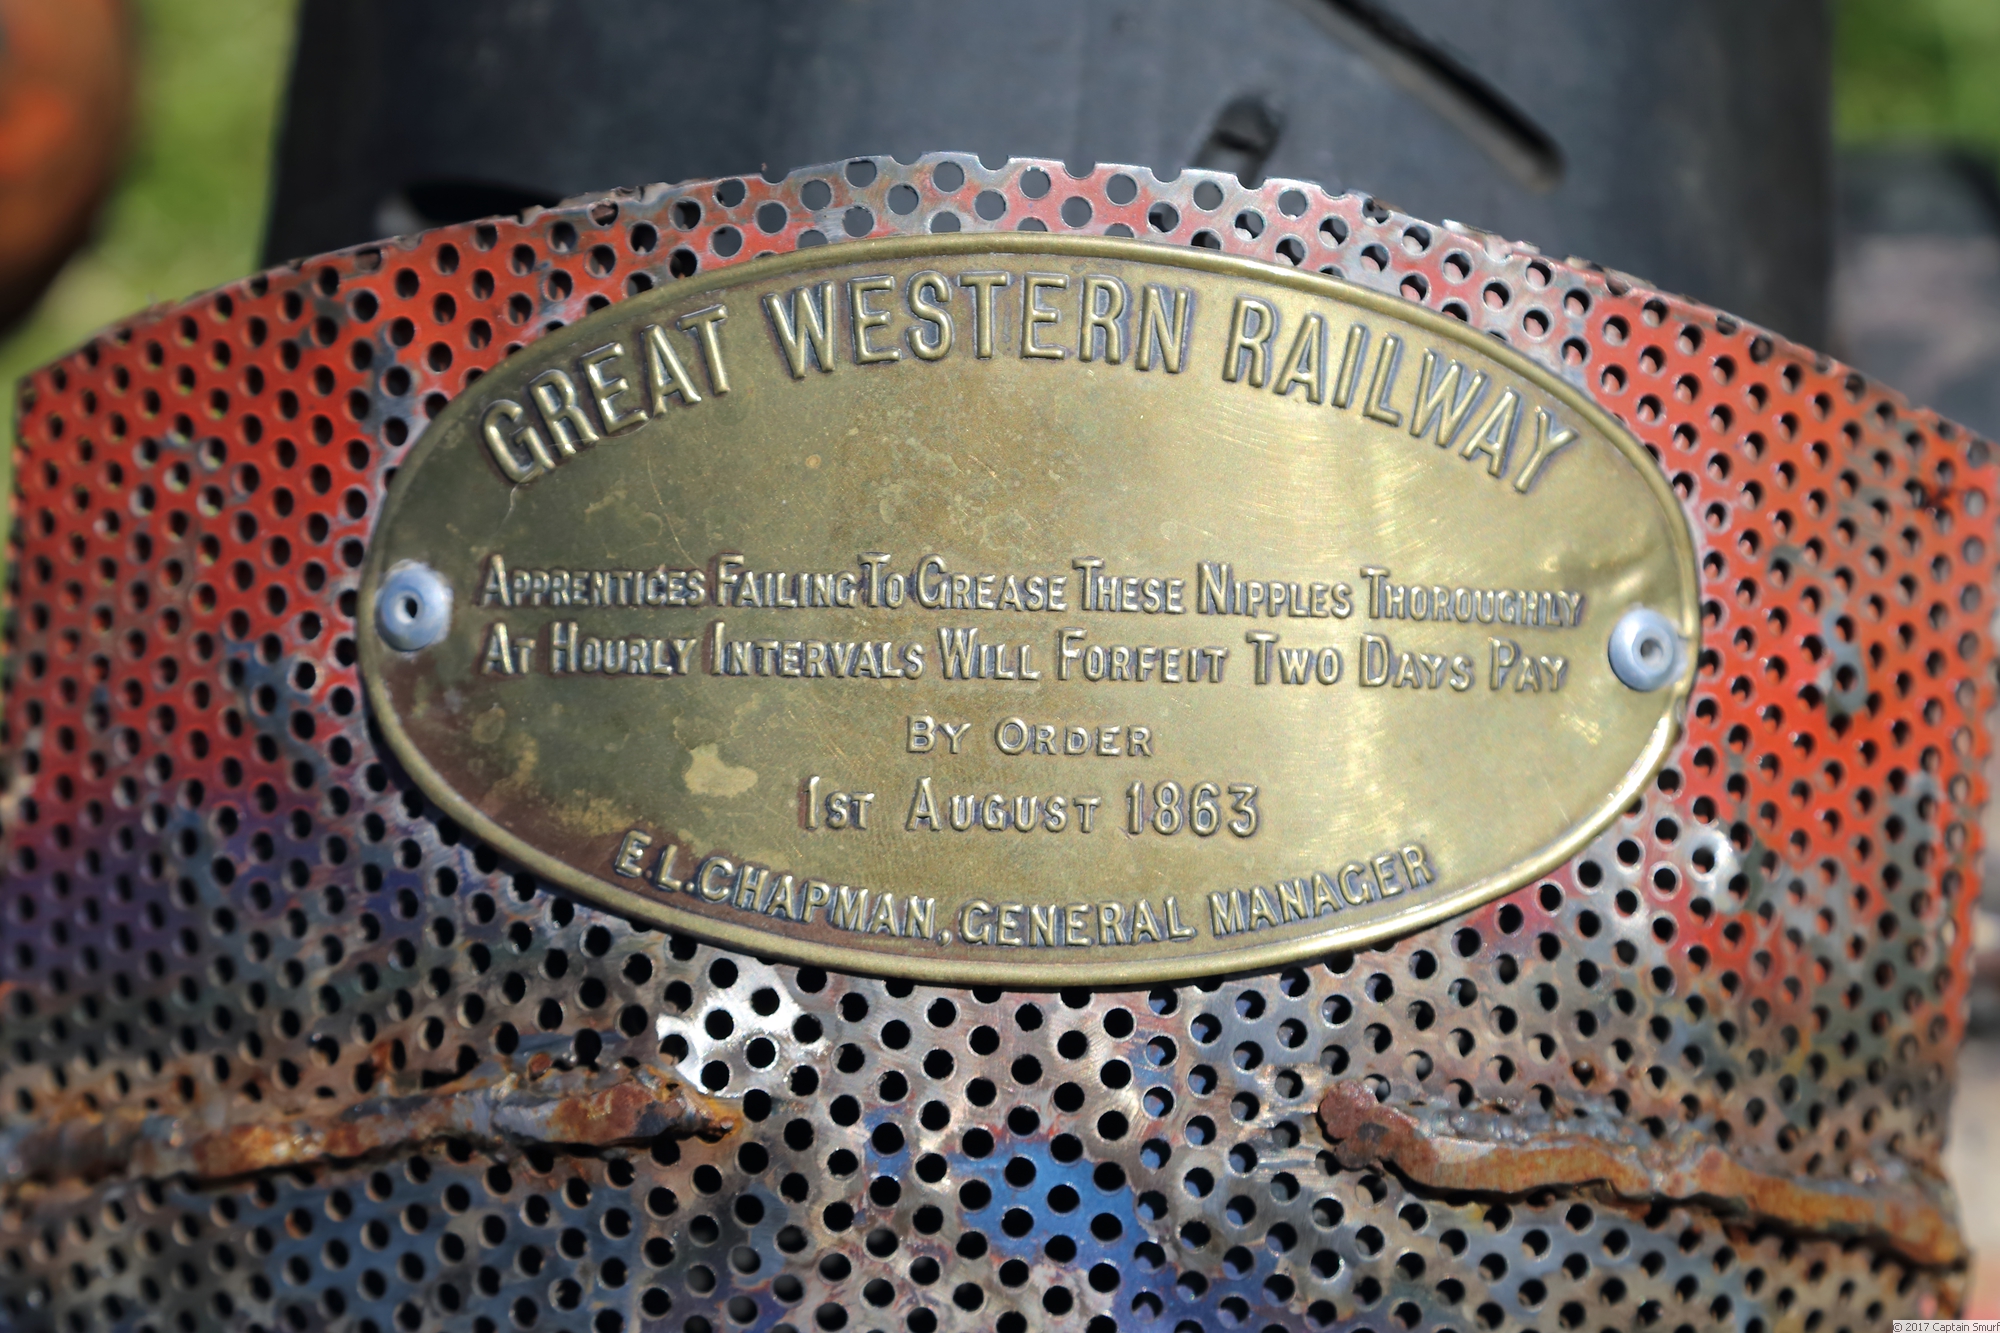 GREAT WESTERN RAILWAY
APPRENTICES FAILING TO GREASE THESE NIPPLES THOROUGHLY
AT HOURLY INTERVALS WILL FORFEIT TWO DAYS PAY
BY ORDER
1ST AUGUST 1863
E.L.CHAPMAN, GENERAL MANAGER
© 2017 Captain Smurf